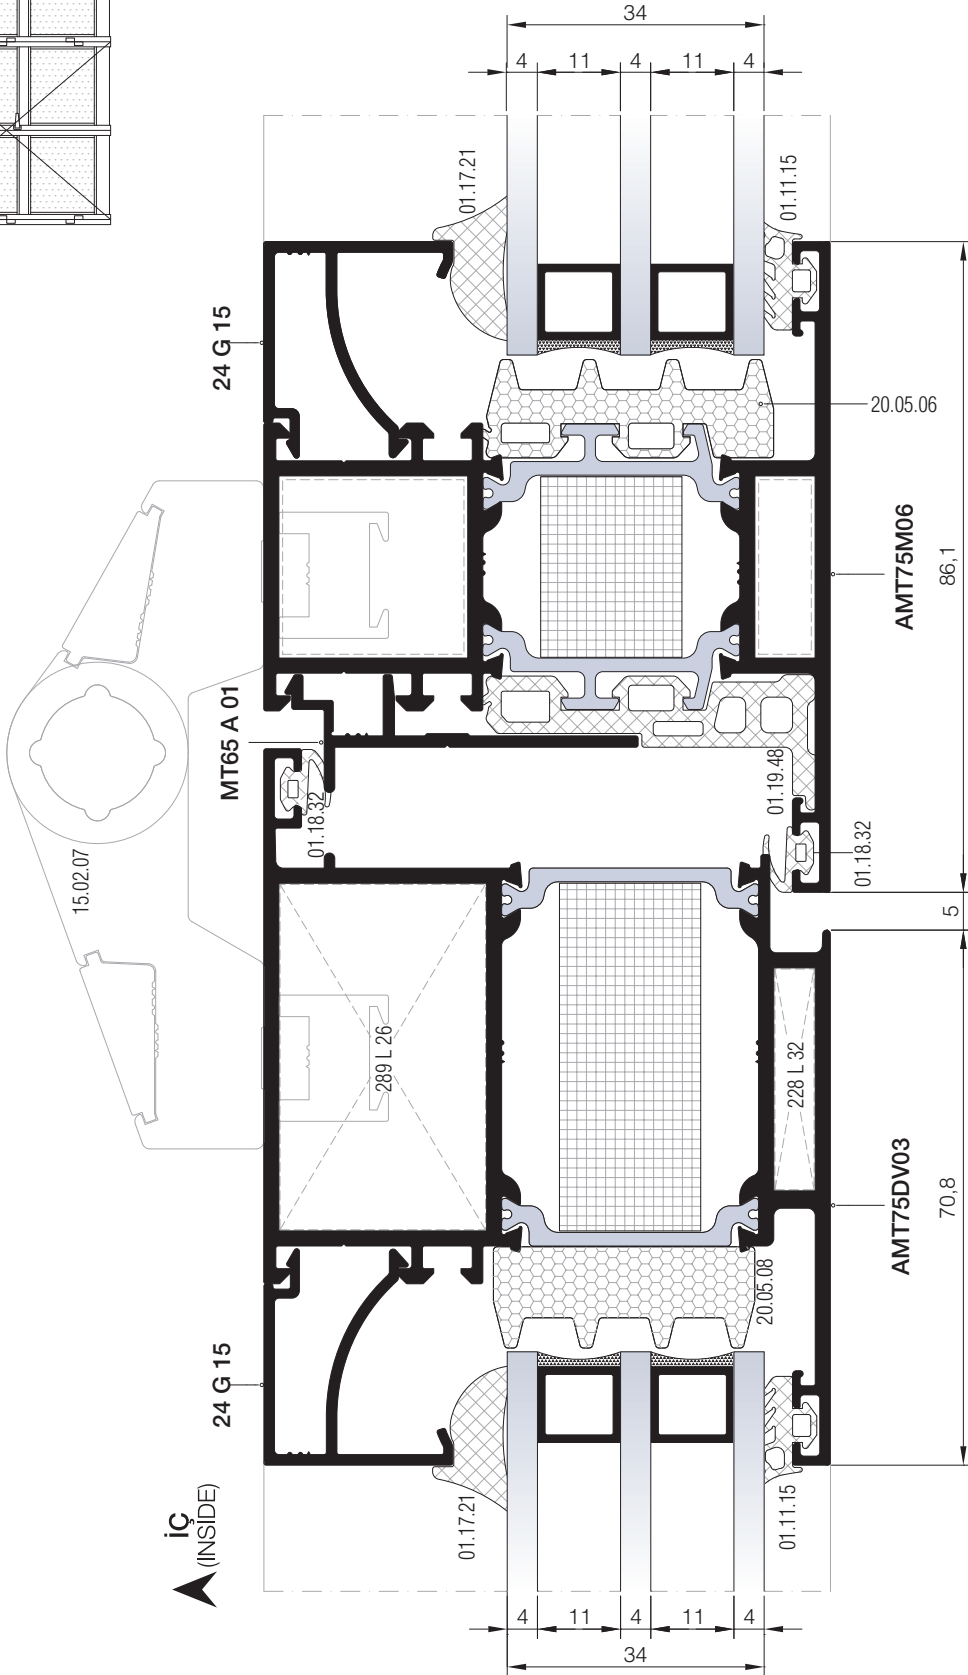 34
4 11 4 11 4
01.17.21
01.11.15
24 G 15
20.05.06
AMT75M06
86,1
MT65 A 01
01.18.32
01.19.48
01.18.32
15.02.07
5
289 L 26
228 L 32
AMT75DV03
70,8
20.05.08
24 G 15
İÇ
(INSIDE)
01.17.21
01.11.15
4 11 4 11 4
34